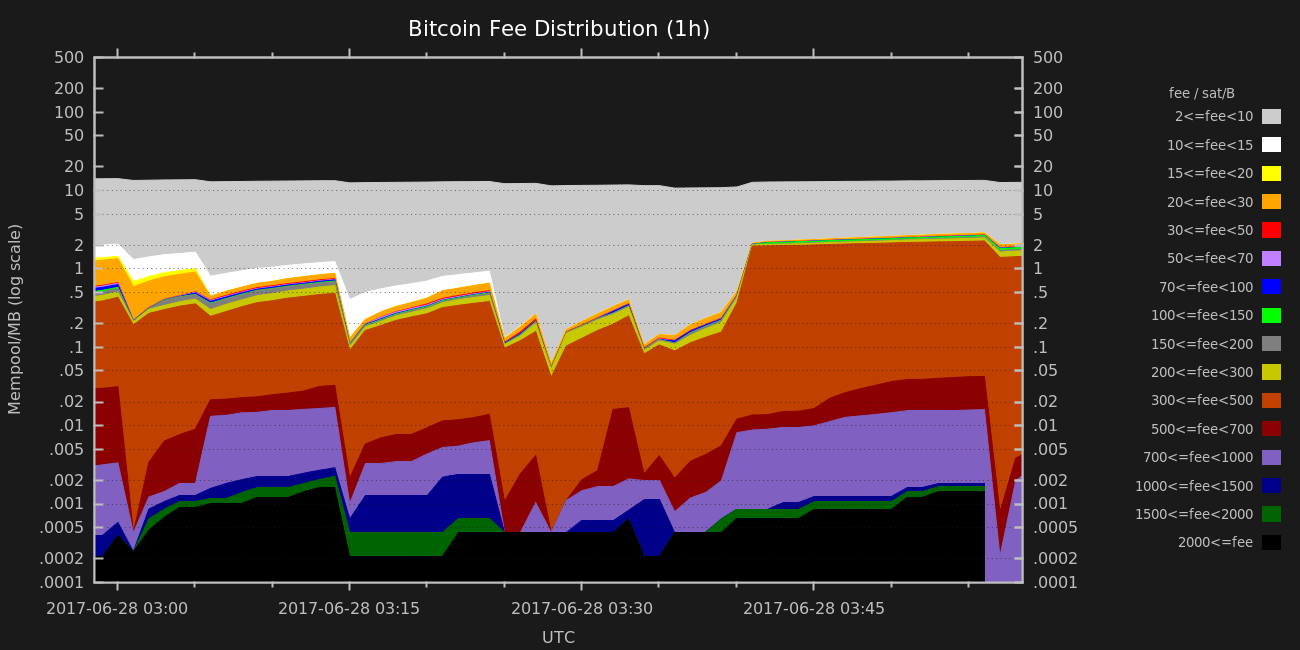 Bitcoin Fee Distribution (1h)
500
200
100
50
20
10
5
2
1
.5
.2
.1
.05
.02
.01
.005
.002
.001
.0005
.0002
.0001
Mempool/MB (log scale)
500
200
100
50
20
10
5
2
1
.5
.2
.1
.05
.02
.01
.005
.002
.001
.0005
.0002
.0001
2017-06-28 03:00 2017-06-28 03:15 2017-06-28 03:30 2017-06-28 03:45
UTC
fee / sat/B
2<=fee<10
10<=fee<15
15<=fee<20
20<=fee<30
30<=fee<50
50<=fee<70
70<=fee<100
100<=fee<150
150<=fee<200
200<=fee<300
300<=fee<500
500<=fee<700
700<=fee<1000
1000<=fee<1500
1500<=fee<2000
2000<=fee